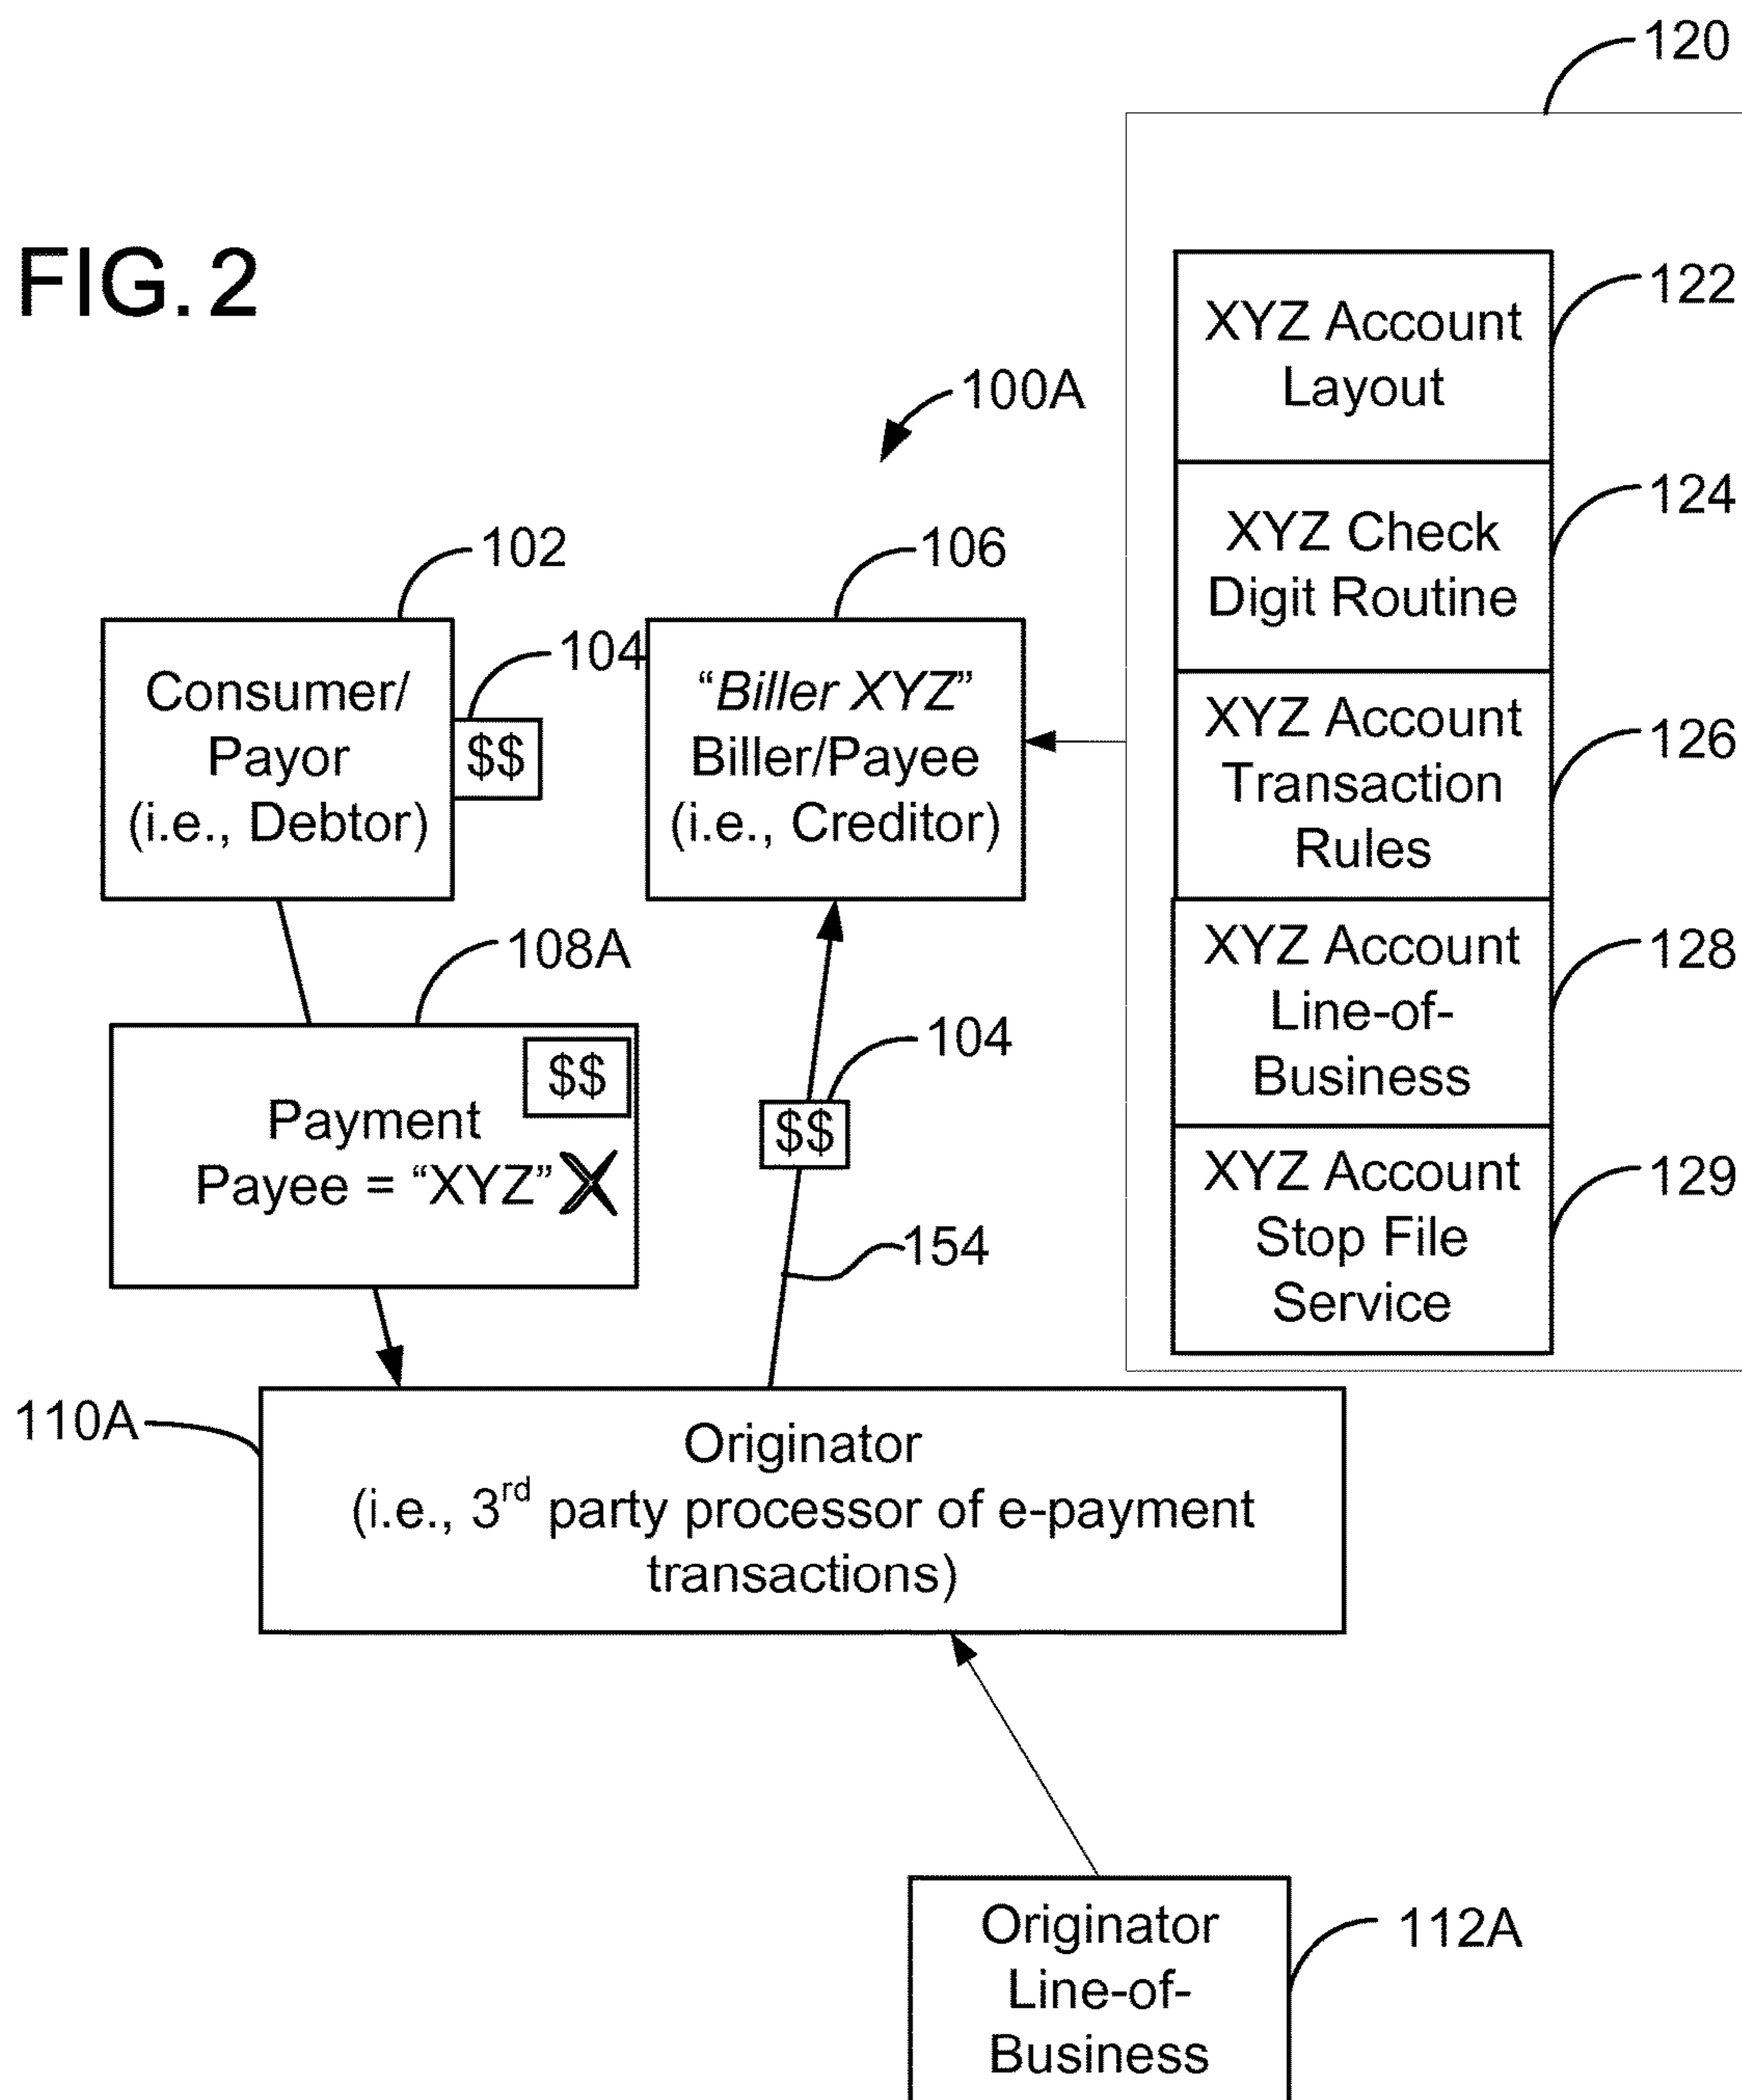 120
FIG. 2
XYZ Account
Layout
122
100A
XYZ Check
Digit Routine
124
102
106
104
Consumer/
Payor
(i.e., Debtor)
$$
“Biller XYZ”
Biller/Payee
(i.e., Creditor)
XYZ Account
Transaction
Rules
126
108A
XYZ Account
Line-of-
Business
128
$$
Payment
Payee = “XYZ” X
104
$$
154
XYZ Account
Stop File
Service
129
110A
Originator
(i.e., 3rd party processor of e-payment
transactions)
Originator
Line-of-
Business
112A